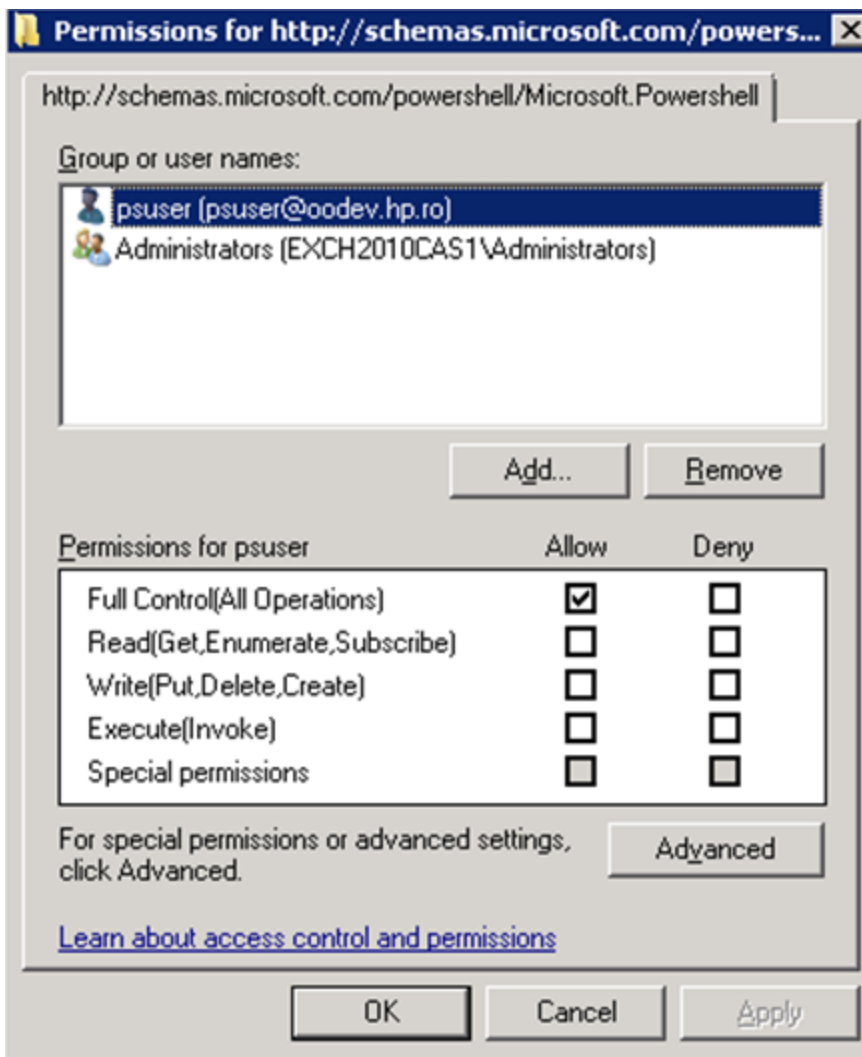 Permissions for http://schemas.microsoft.com/powers...
http://schemas.microsoft.com/powershell/Microsoft.Powershell
Group or user names:
psuser (psuser@oodev.hp.ro)
Administrators (EXCH2010CAS1\Administrators)
Add... Remove
Permissions for psuser Allow Deny
Full Control(All Operations)
Read(Get,Enumerate,Subscribe)
Write(Put,Delete,Create)
Execute(Invoke)
Special permissions
For special permissions or advanced settings,
click Advanced.
Advanced
Learn about access control and permissions
OK Cancel Apply